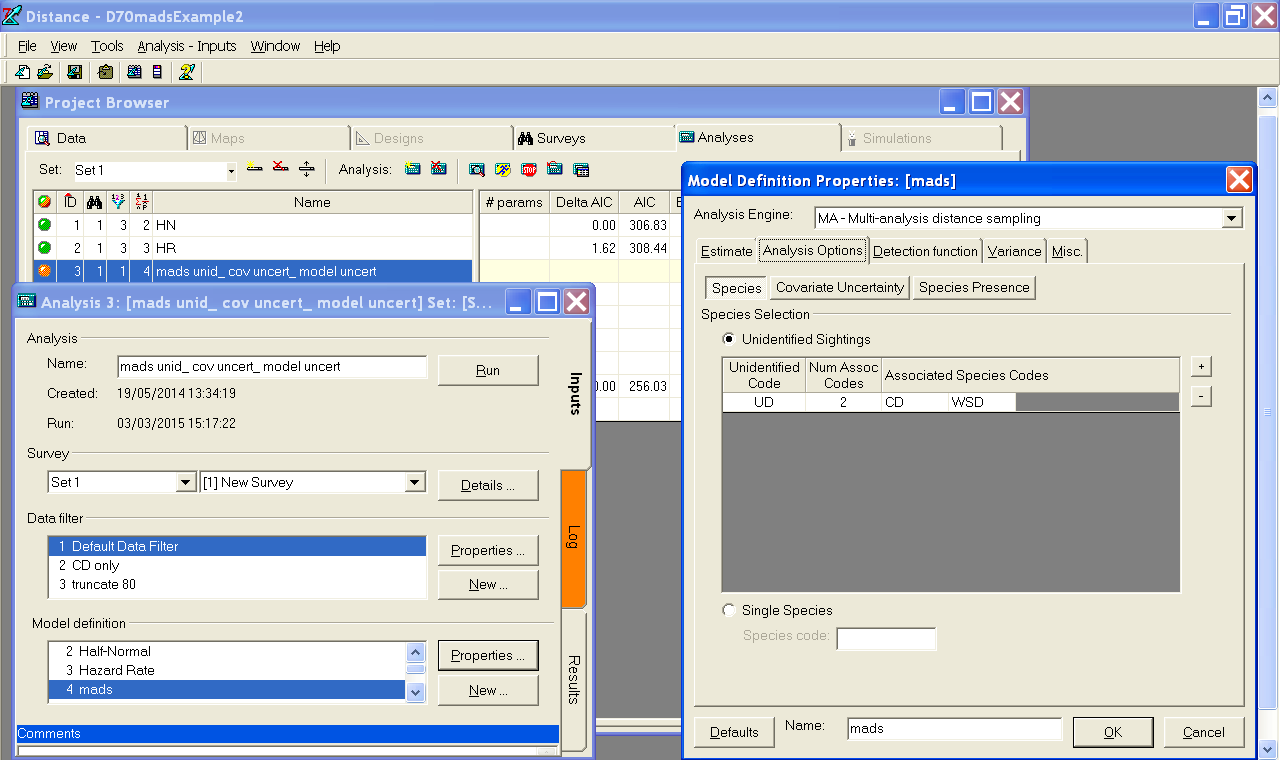 Distance - D70madsExample2
File View Tools Analysis - Inputs Window Help
Project Browser
Data Maps Designs Surveys Analyses Simulations
Set: Set 1 Analysis:
ID Name # params Delta AIC AIC
1 1 3 2 HN 0.00 306.83
2 1 3 3 HR 1.62 308.44
3 1 1 4 mads unid_ cov uncert_ model uncert
0.00 256.03
Analysis 3: [mads unid_ cov uncert_ model uncert] Set: [S...
Analysis
Name: mads unid_ cov uncert_ model uncert Run
Created: 19/05/2014 13:34:19
Run: 03/03/2015 15:17:22
Survey
Set 1 [1] New Survey Details ...
Data filter
1 Default Data Filter Properties ...
2 CD only
3 truncate 80 New ...
Model definition
2 Half-Normal Properties ...
3 Hazard Rate
4 mads New ...
Comments
Inputs
Log
Results
Model Definition Properties: [mads]
Analysis Engine: MA - Multi-analysis distance sampling
Estimate Analysis Options Detection function Variance Misc.
Species Covariate Uncertainty Species Presence
Species Selection
Unidentified Sightings
Unidentified Code Num Assoc Codes Associated Species Codes
UD 2 CD WSD
+
-
Single Species
Species code:
Defaults Name: mads OK Cancel